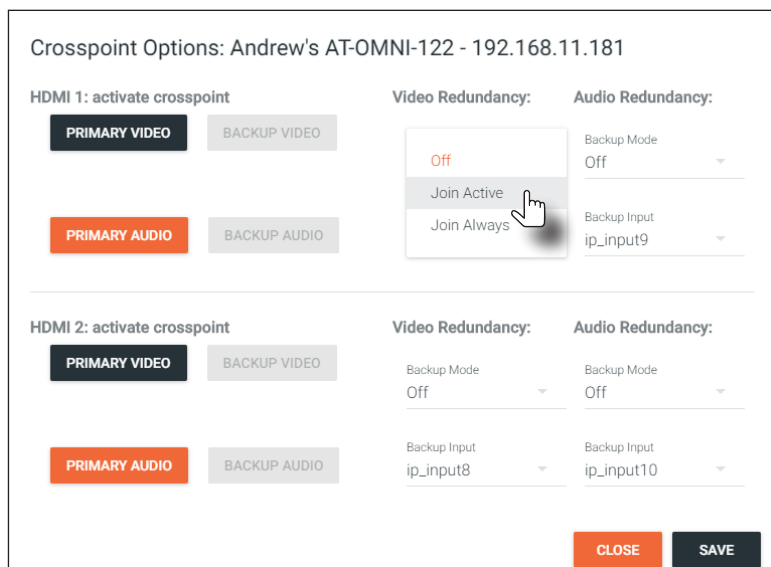 Crosspoint Options: Andrew's AT-OMNI-122 - 192.168.11.181
HDMI 1: activate crosspoint
Video Redundancy:
Audio Redundancy:
PRIMARY VIDEO
BACKUP VIDEO
Off
Join Active
Join Always
Backup Mode
Off
PRIMARY AUDIO
BACKUP AUDIO
Backup Input
ip_input9
HDMI 2: activate crosspoint
Video Redundancy:
Audio Redundancy:
PRIMARY VIDEO
BACKUP VIDEO
Backup Mode
Off
Backup Mode
Off
PRIMARY AUDIO
BACKUP AUDIO
Backup Input
ip_input8
Backup Input
ip_input10
CLOSE
SAVE